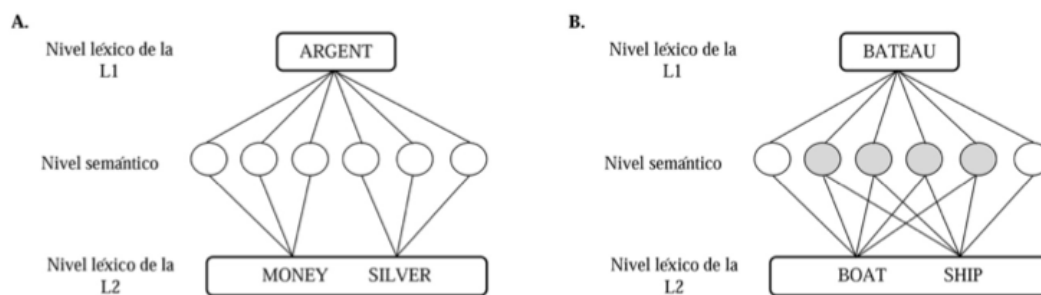 A.
Nivel léxico de la
L1
ARGENT
Nivel semántico
Nivel léxico de la
L2
MONEY SILVER
B.
Nivel léxico de la
L1
BATEAU
Nivel semántico
Nivel léxico de la
L2
BOAT SHIP